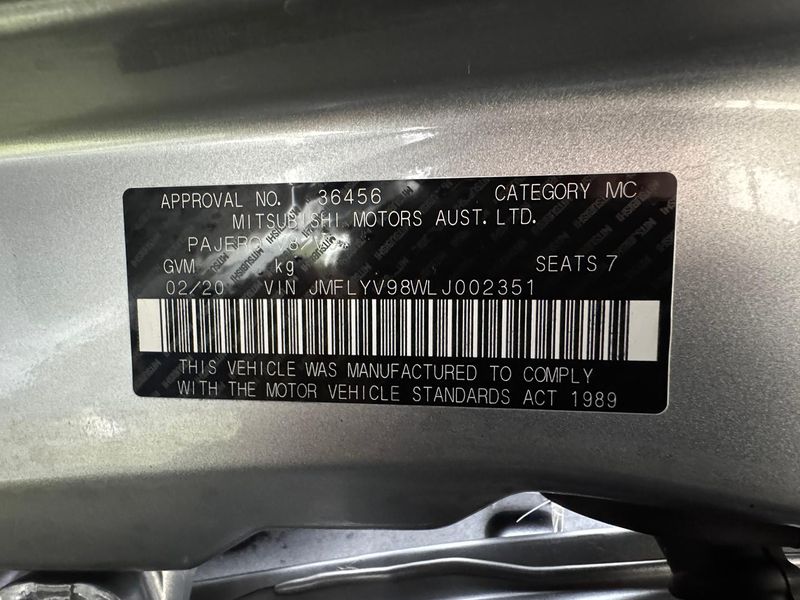 APPROVAL NO. 36456 CATEGORY MC
MITSUBISHI MOTORS AUST. LTD.
PAJERO
GVM kg SEATS 7
02/20 VIN JMFLYV98WLJ002351
THIS VEHICLE WAS MANUFACTURED TO COMPLY
WITH THE MOTOR VEHICLE STANDARDS ACT 1989